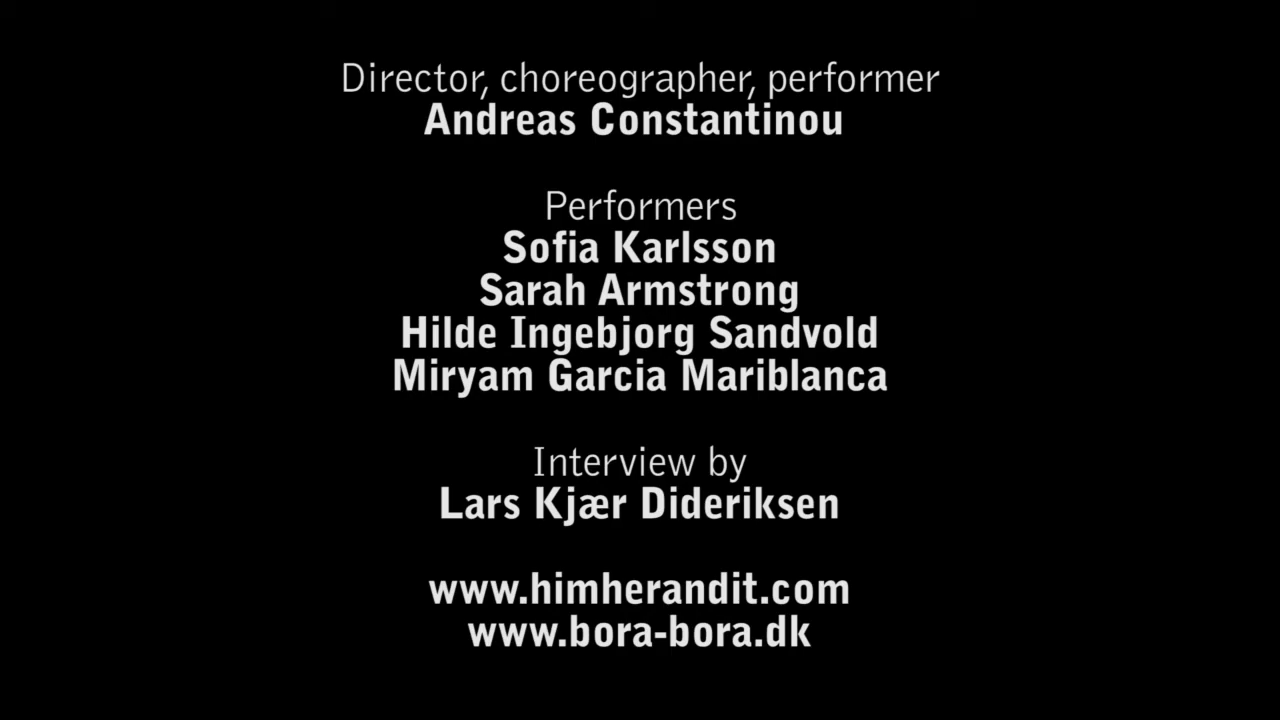 Director, choreographer, performer
Andreas Constantinou
Performers
Sofia Karlsson
Sarah Armstrong
Hilde Ingebjorg Sandvold
Miryam Garcia Mariblanca
Interview by
Lars Kjær Dideriksen
www.himherandit.com
www.bora-bora.dk